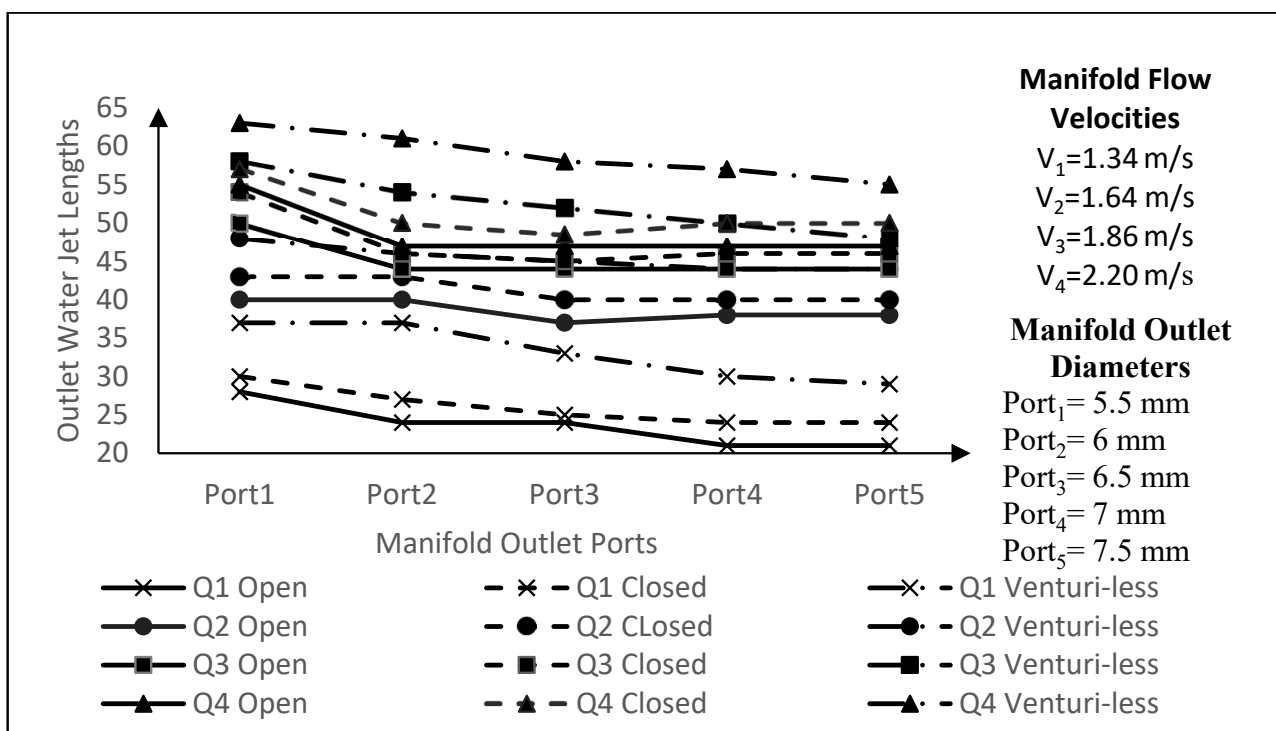 Outlet Water Jet Lengths
65
60
55
50
45
40
35
30
25
20
Port1 Port2 Port3 Port4 Port5
Manifold Outlet Ports
Manifold Flow
Velocities
V₁=1.34 m/s
V₂=1.64 m/s
V₃=1.86 m/s
V₄=2.20 m/s
Manifold Outlet
Diameters
Port₁= 5.5 mm
Port₂= 6 mm
Port₃= 6.5 mm
Port₄= 7 mm
Port₅= 7.5 mm
Q1 Open Q1 Closed Q1 Venturi-less
Q2 Open Q2 CLosed Q2 Venturi-less
Q3 Open Q3 Closed Q3 Venturi-less
Q4 Open Q4 Closed Q4 Venturi-less